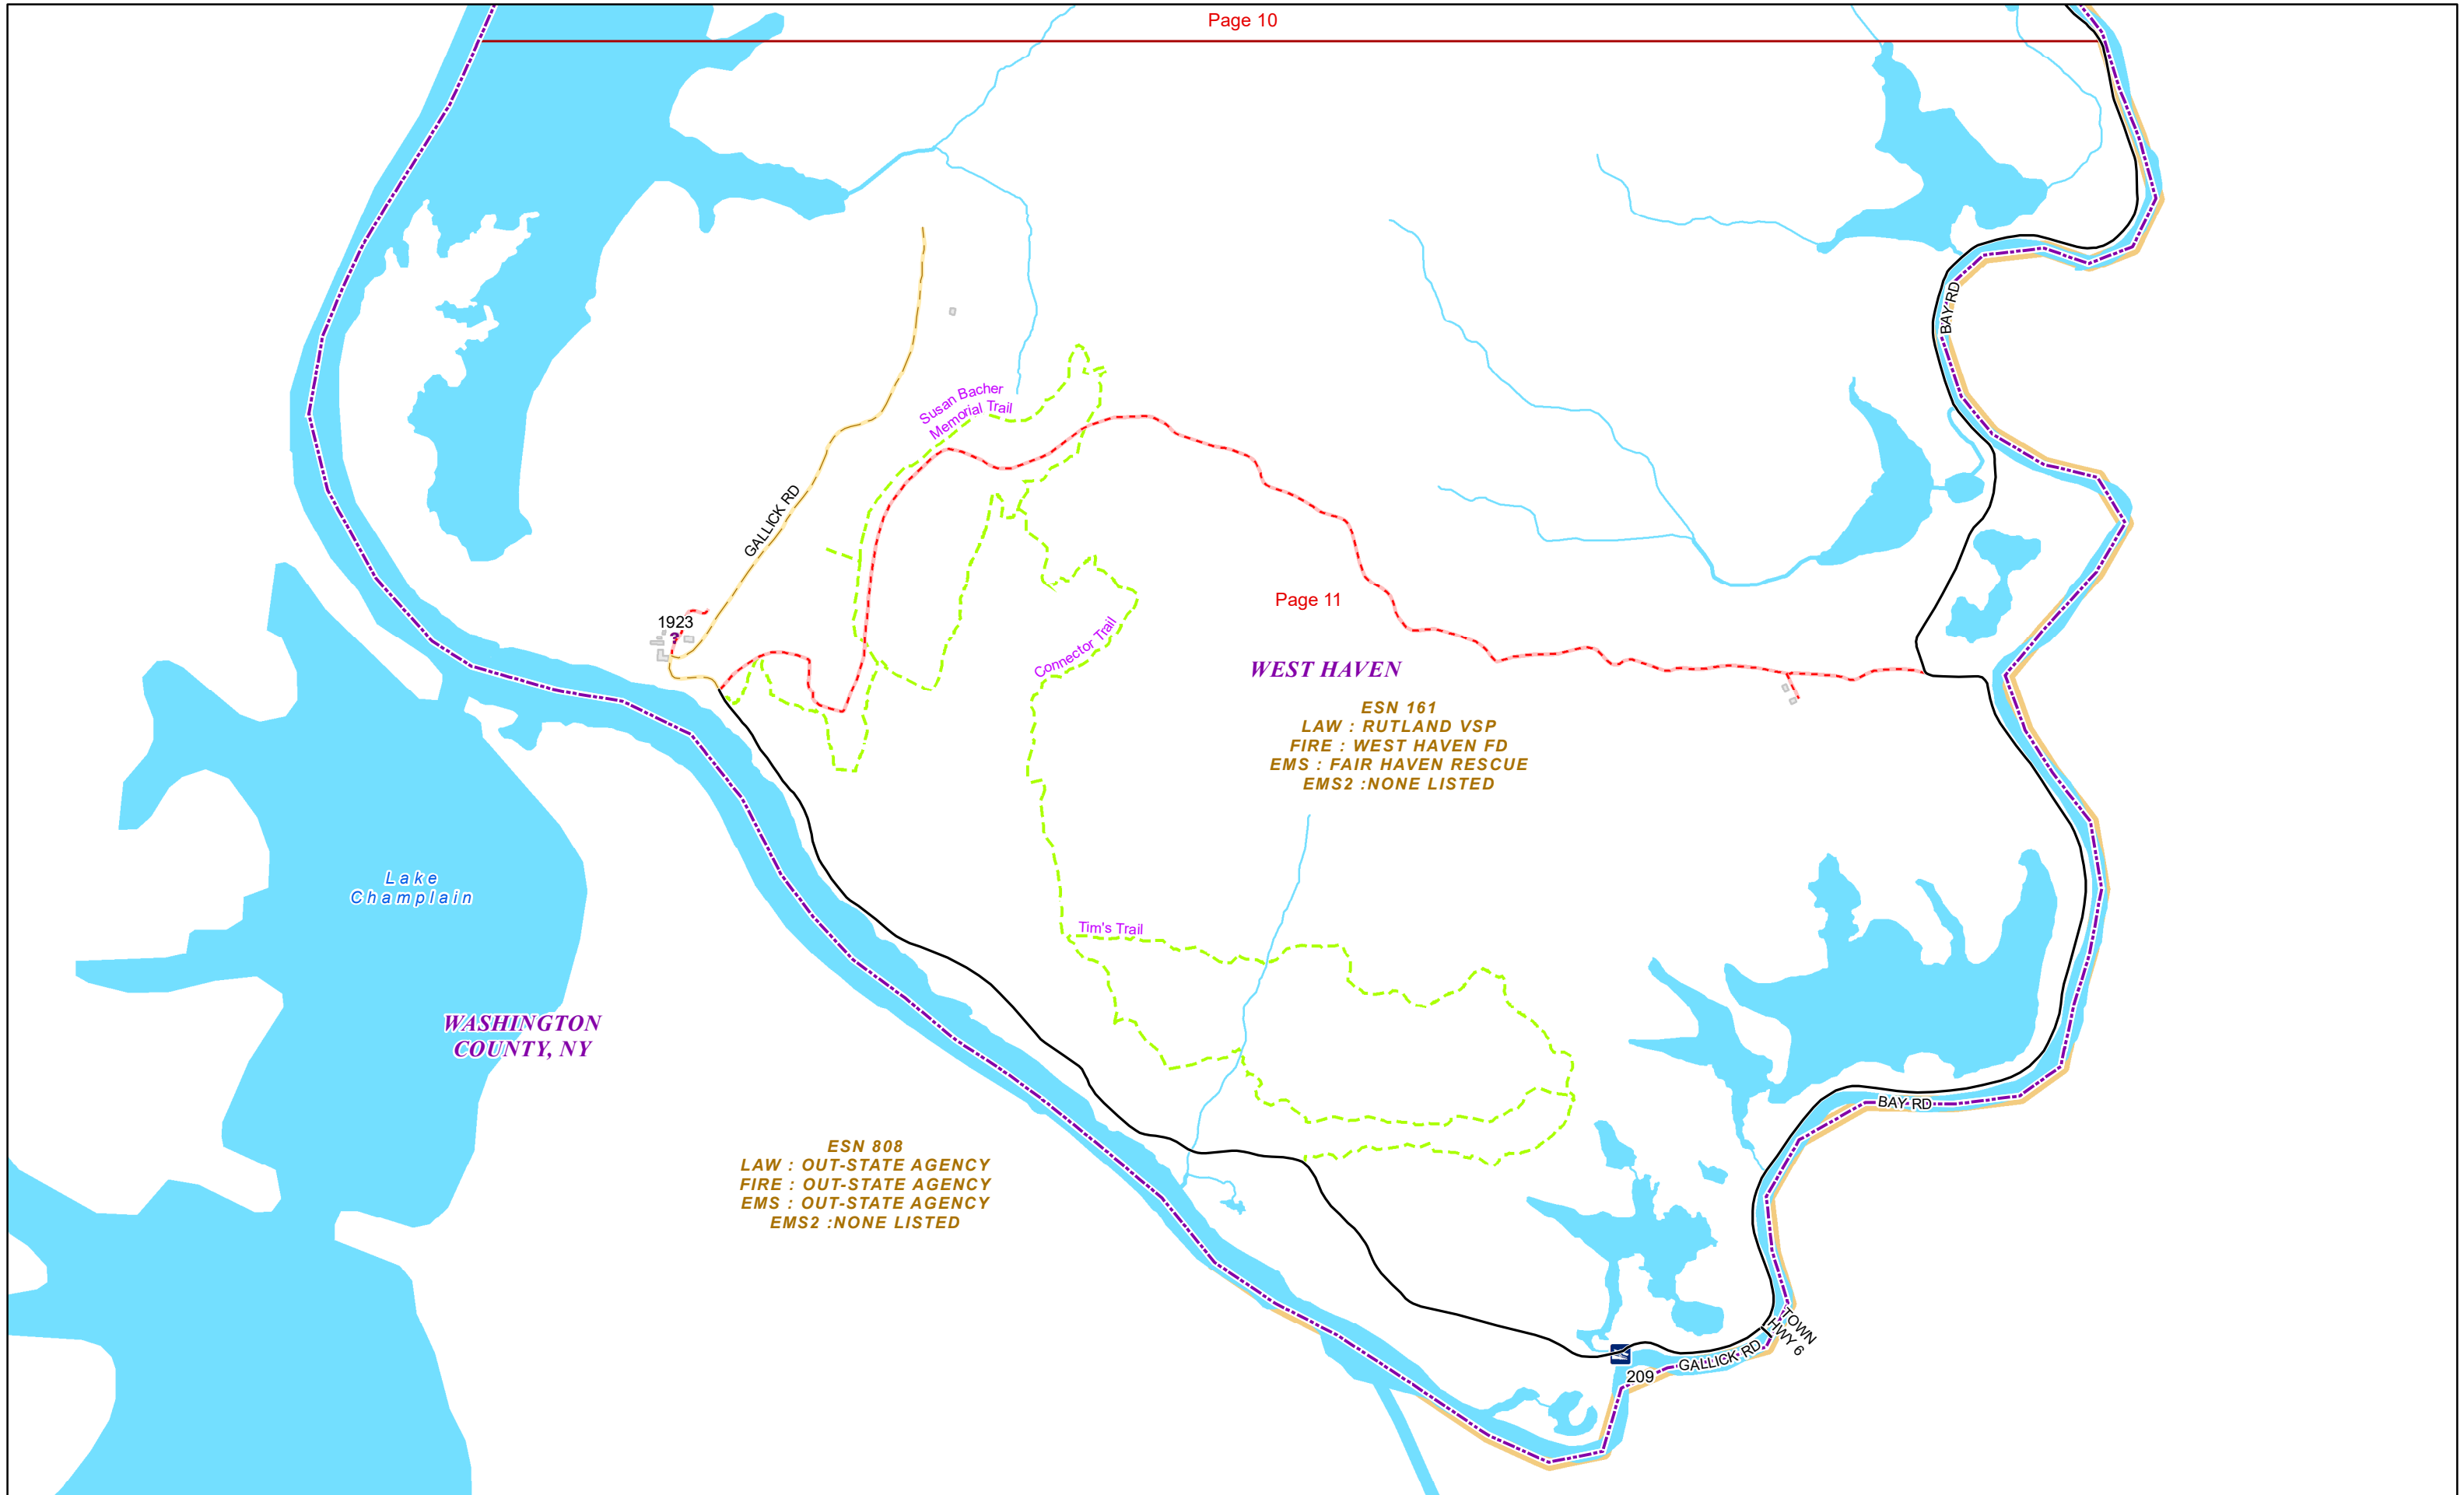 Page 10
BAY RD
Susan Bacher
Memorial Trail
GALLICK RD
1923
?
Page 11
Connector Trail
WEST HAVEN
ESN 161
LAW : RUTLAND VSP
FIRE : WEST HAVEN FD
EMS : FAIR HAVEN RESCUE
EMS2 :NONE LISTED
Lake
Champlain
Tim's Trail
WASHINGTON
COUNTY, NY
BAY RD
ESN 808
LAW : OUT-STATE AGENCY
FIRE : OUT-STATE AGENCY
EMS : OUT-STATE AGENCY
EMS2 :NONE LISTED
TOWN
HWY 6
GALLICK RD
209